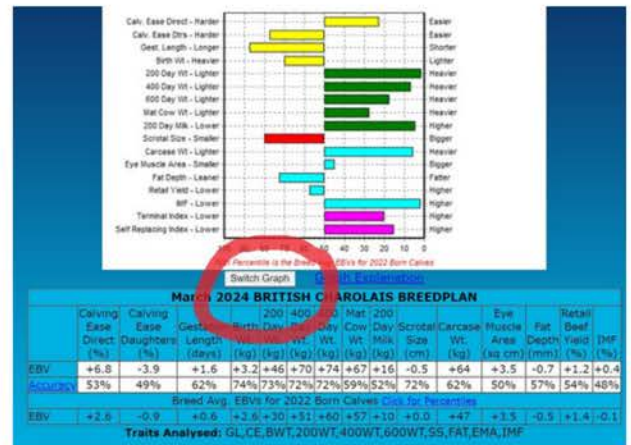 Calv. Ease Direct - Harder Easier
Calv. Ease Dtrs - Harder Easier
Gest. Length - Longer Shorter
Birth Wt - Heavier Lighter
200 Day Wt - Lighter Heavier
400 Day Wt - Lighter Heavier
600 Day Wt - Lighter Heavier
Mat Cow Wt - Lighter Heavier
200 Day Milk - Lower Higher
Scrotal Size - Smaller Bigger
Carcase Wt - Lighter Heavier
Eye Muscle Area - Smaller Bigger
Fat Depth - Leaner Fatter
Retail Yield - Lower Higher
IMF - Lower Higher
Terminal Index - Lower Higher
Self Replacing Index - Lower Higher
80 70 60 50 40 30 20 10 0
Percentile is the Breed Avg. EBVs for 2022 Born Calves
Switch Graph Graph Explanation
March 2024 BRITISH CHAROLAIS BREEDPLAN
200 400 Mat 200 Eye Retail
Calving Calving Day Cow Day Muscle Fat Beef
Ease Ease Gestation Birth Day Day Day Cow Day Scrotal Carcase Muscle Fat Beef
Direct Daughters Length Wt. Wt. Wt. Wt. Wt Milk Size Wt. Area Depth Yield IMF
(%) (%) (days) (kg) (kg) (kg) (kg) (kg) (kg) (cm) (kg) (sq cm) (mm) (%) (%)
EBV +6.8 -3.9 +1.6 +3.2 +46 +70 +74 +67 +16 -0.5 +64 +3.5 -0.7 +1.2 +0.4
Accuracy 53% 49% 62% 74% 73% 72% 72% 59% 52% 72% 62% 50% 57% 54% 48%
Breed Avg. EBVs for 2022 Born Calves Click for Percentiles
EBV +2.6 -0.9 +0.6 +2.6 +30 +51 +60 +57 +10 +0.0 +47 +3.5 -0.5 +1.4 -0.1
Traits Analysed: GL,CE,BWT,200WT,400WT,600WT,SS,FAT,EMA,IMF